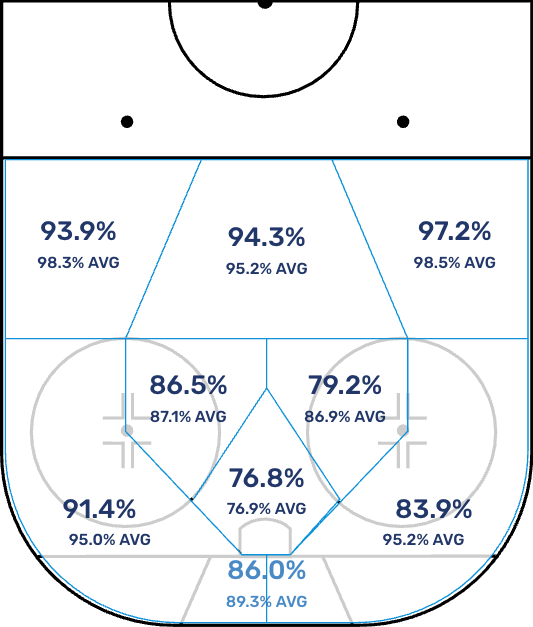 93.9%
98.3% AVG
94.3%
95.2% AVG
97.2%
98.5% AVG
86.5%
87.1% AVG
79.2%
86.9% AVG
76.8%
76.9% AVG
91.4%
95.0% AVG
83.9%
95.2% AVG
86.0%
89.3% AVG